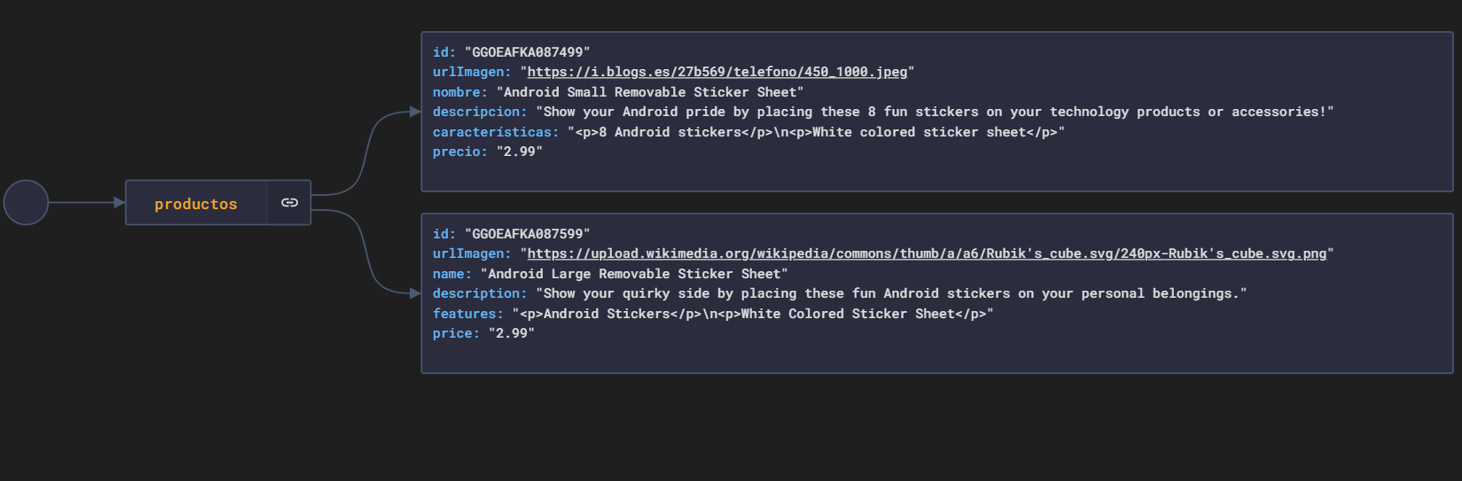 productos
id: "GGOEAFKA087499"
urlImagen: "https://i.blogs.es/27b569/telefono/450_1000.jpeg"
nombre: "Android Small Removable Sticker Sheet"
descripcion: "Show your Android pride by placing these 8 fun stickers on your technology products or accessories!"
características: "<p>8 Android stickers</p>\n<p>White colored sticker sheet</p>"
precio: "2.99"
id: "GGOEAFKA087599"
urlImagen: "https://upload.wikimedia.org/wikipedia/commons/thumb/a/a6/Rubik's_cube.svg/240px-Rubik's_cube.svg.png"
name: "Android Large Removable Sticker Sheet"
description: "Show your quirky side by placing these fun Android stickers on your personal belongings."
features: "<p>Android Stickers</p>\n<p>White Colored Sticker Sheet</p>"
price: "2.99"